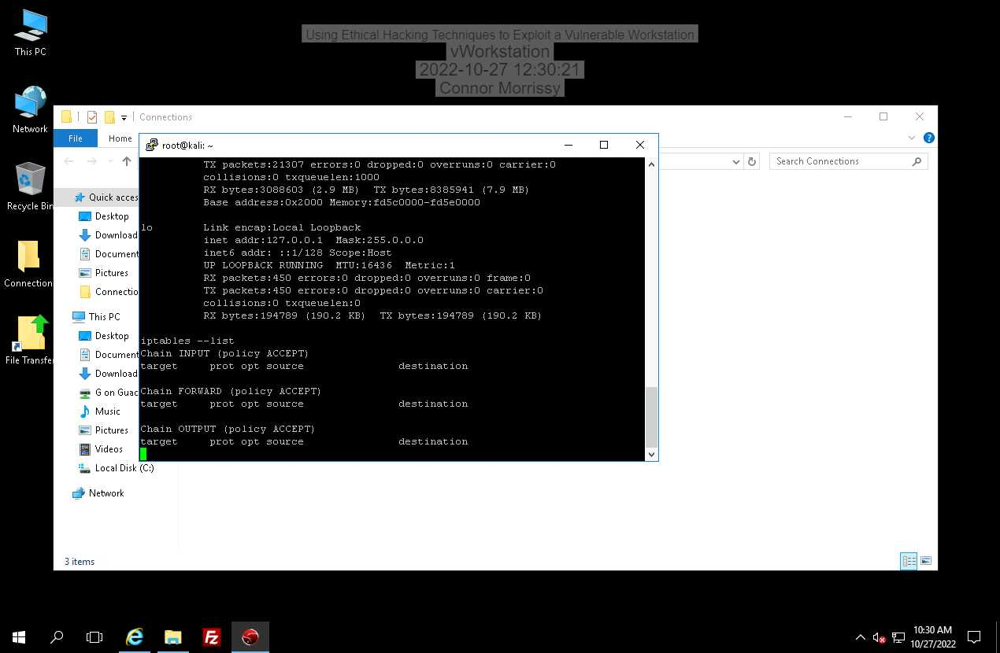 Using Ethical Hacking Techniques to Exploit a Vulnerable Workstation
vWorkstation
2022-10-27 12:30:21
Connor Morrissy
This PC
Network
Recycle Bin
Connection
File Transfer
Connections
File
Home
?
Search Connections
Quick acces
Desktop
Download
Document
Pictures
Connectio
This PC
Desktop
Document
Download
G on Guac
Music
Pictures
Videos
Local Disk (C:)
Network
3 items
root@kali: ~
TX packets:21307 errors:0 dropped:0 overruns:0 carrier:0
collisions:0 txqueuelen:1000
RX bytes:3088603 (2.9 MB)  TX bytes:8385941 (7.9 MB)
Base address:0x2000 Memory:fd5c0000-fd5e0000
lo        Link encap:Local Loopback
inet addr:127.0.0.1  Mask:255.0.0.0
inet6 addr: ::1/128 Scope:Host
UP LOOPBACK RUNNING  MTU:16436  Metric:1
RX packets:450 errors:0 dropped:0 overruns:0 frame:0
TX packets:450 errors:0 dropped:0 overruns:0 carrier:0
collisions:0 txqueuelen:0
RX bytes:194789 (190.2 KB)  TX bytes:194789 (190.2 KB)
iptables --list
Chain INPUT (policy ACCEPT)
target     prot opt source               destination
Chain FORWARD (policy ACCEPT)
target     prot opt source               destination
Chain OUTPUT (policy ACCEPT)
target     prot opt source               destination
10:30 AM
10/27/2022